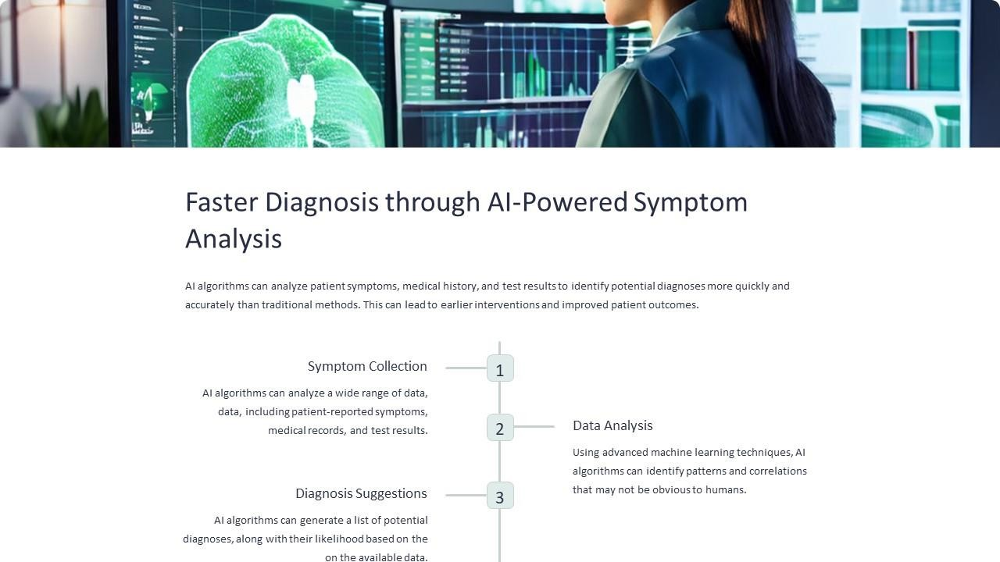 Faster Diagnosis through AI-Powered Symptom
Analysis
AI algorithms can analyze patient symptoms, medical history, and test results to identify potential diagnoses more quickly and
accurately than traditional methods. This can lead to earlier interventions and improved patient outcomes.
1
Symptom Collection
AI algorithms can analyze a wide range of data,
data, including patient-reported symptoms,
medical records, and test results.
2
Data Analysis
Using advanced machine learning techniques, AI
algorithms can identify patterns and correlations
that may not be obvious to humans.
3
Diagnosis Suggestions
AI algorithms can generate a list of potential
diagnoses, along with their likelihood based on the
on the available data.